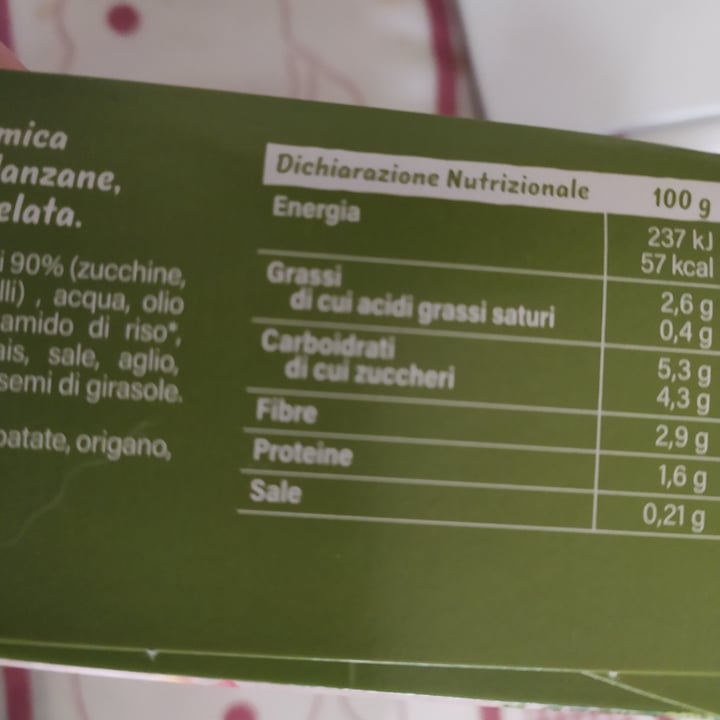 mica
lanzane,
elata.
i 90% (zucchine,
lli) , acqua, olio
amido di riso*,
ais, sale, aglio,
semi di girasole.
patate, origano,
Dichiarazione Nutrizionale 100 g
Energia 237 kJ
57 kcal
Grassi 2,6 g
di cui acidi grassi saturi 0,4 g
Carboidrati 5,3 g
di cui zuccheri 4,3 g
Fibre 2,9 g
Proteine 1,6 g
Sale 0,21 g